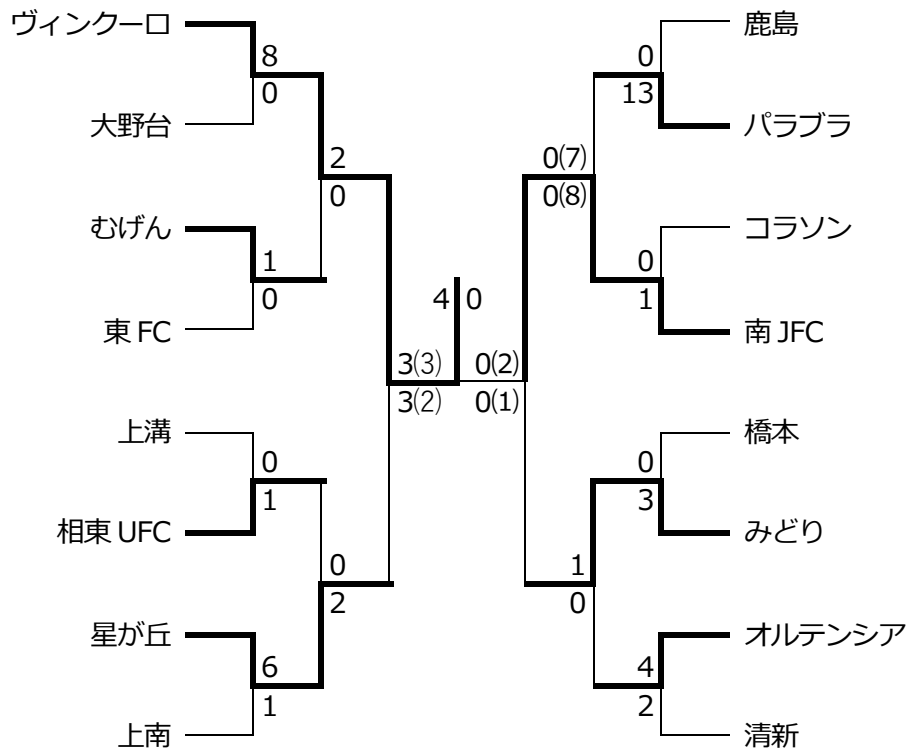 ヴィンクーロ
8
0
大野台
2
0
むげん
1
0
東 FC
3(3)
3(2)
上溝
0
1
相東 UFC
0
2
星が丘
6
1
上南
4 0
鹿島
0
13
パラブラ
0(7)
0(8)
コラソン
0
1
南 JFC
0(2)
0(1)
橋本
0
3
みどり
1
0
オルテンシア
4
2
清新